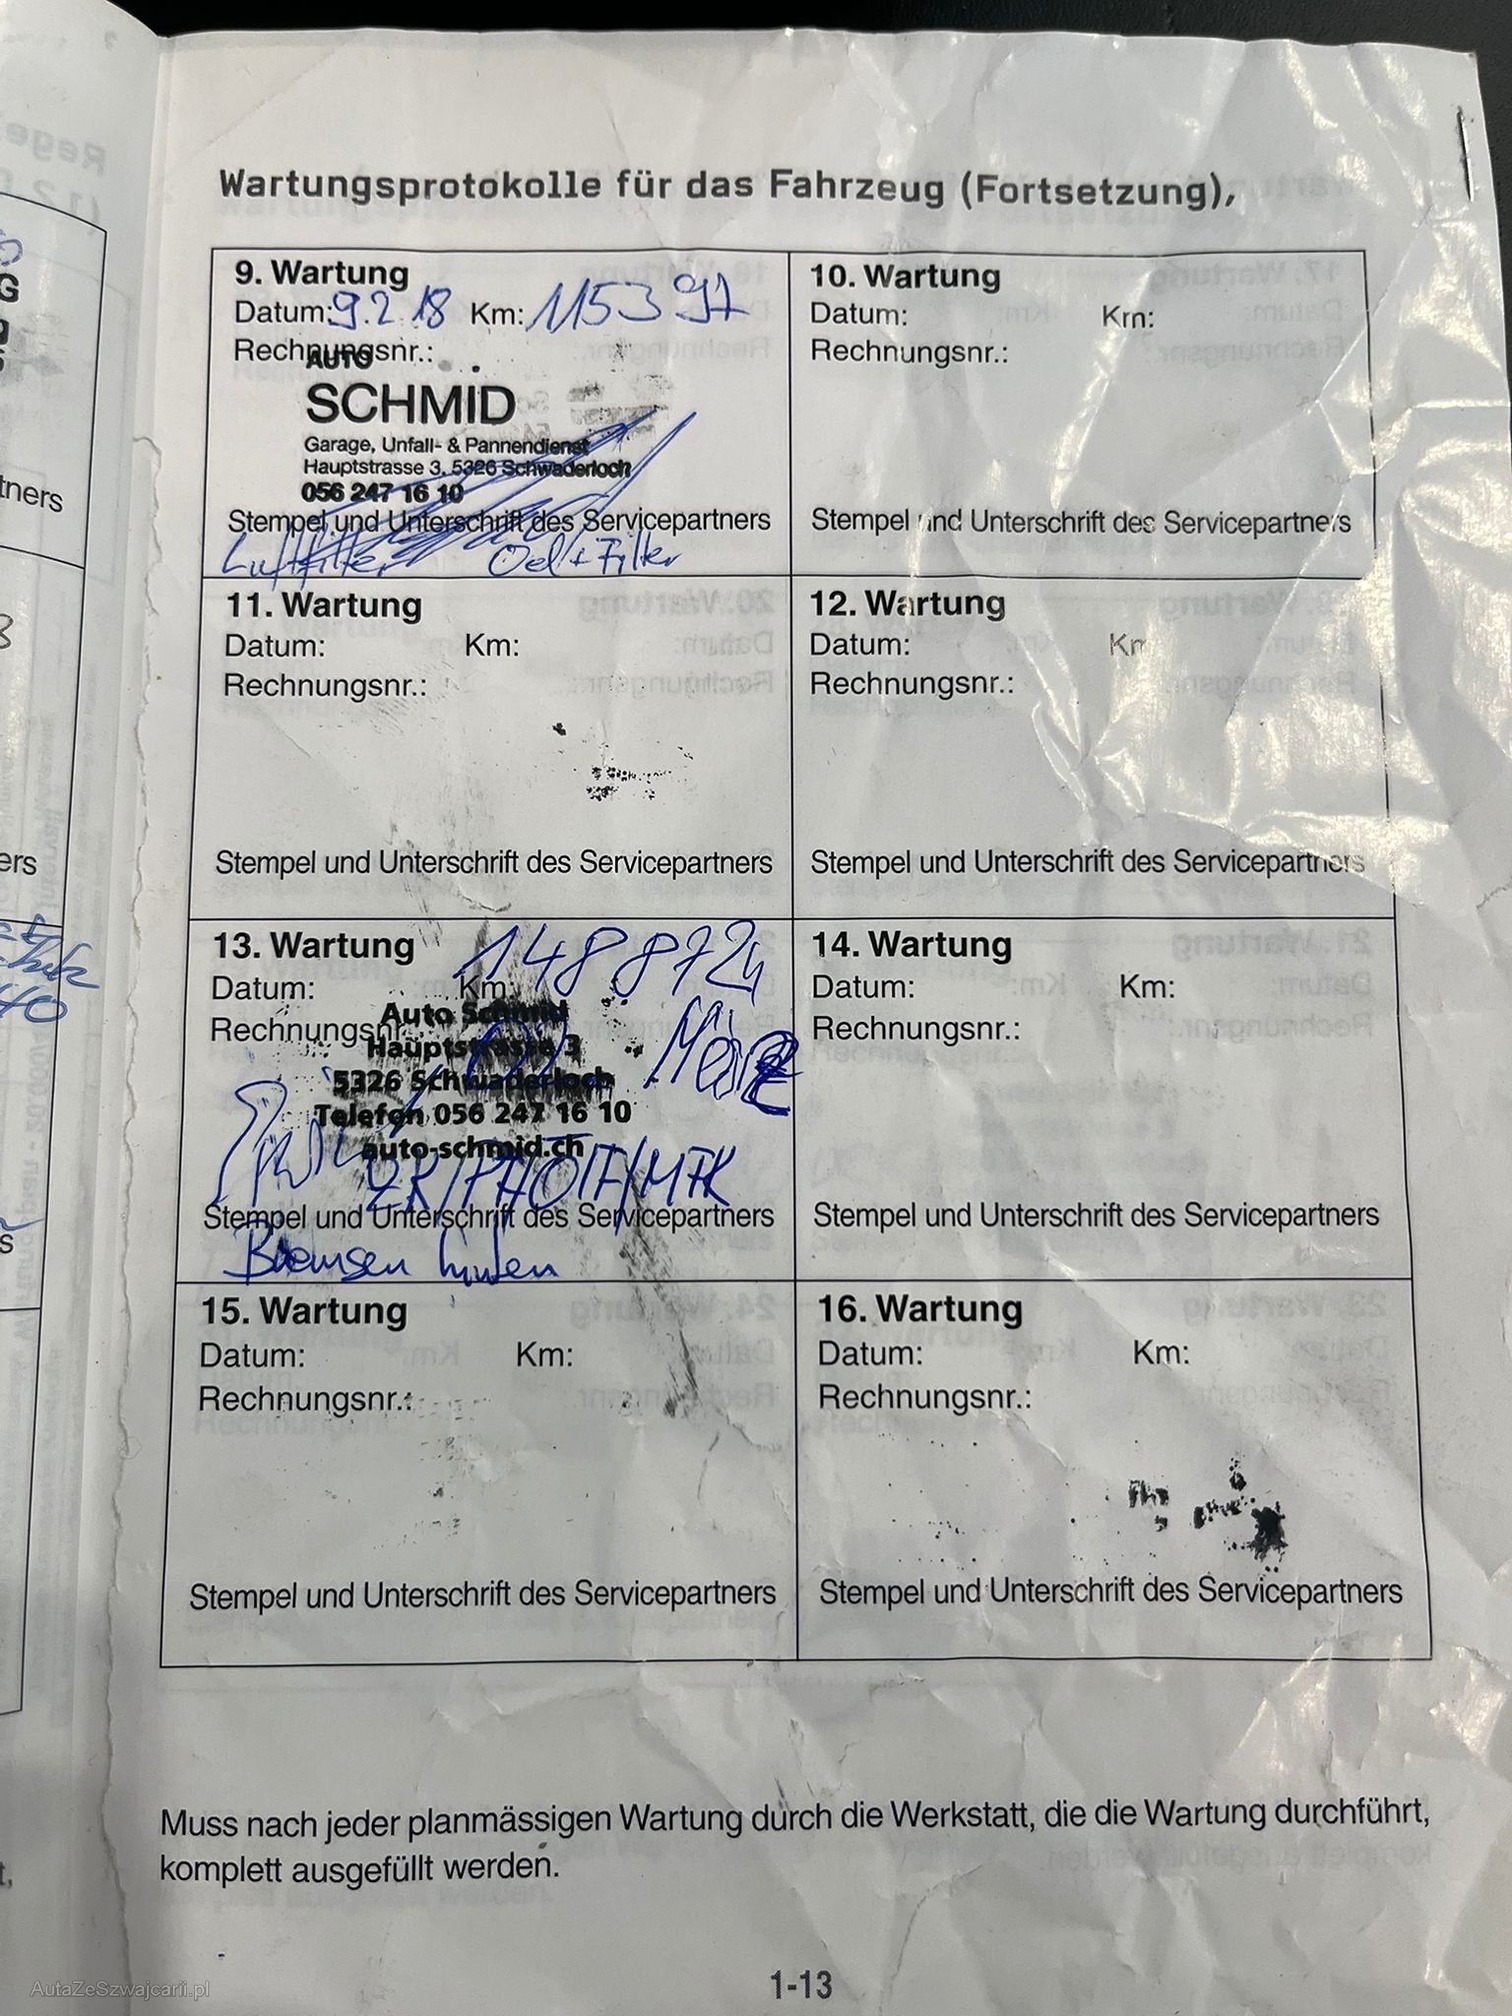 Wartungsprotokolle für das Fahrzeug (Fortsetzung),
9. Wartung
Datum: 9.2.18 Km: 115397
Rechnungsnr.:
AUTO
SCHMID
Garage, Unfall- & Pannendienst
Hauptstrasse 3, 5326 Schwaderloch
056 247 16 10
Stempel und Unterschrift des Servicepartners
Luftfilter Oel + Filter
10. Wartung
Datum: Km:
Rechnungsnr.:
Stempel und Unterschrift des Servicepartners
11. Wartung
Datum: Km:
Rechnungsnr.:
Stempel und Unterschrift des Servicepartners
12. Wartung
Datum: Km
Rechnungsnr.:
Stempel und Unterschrift des Servicepartners
13. Wartung
Datum: Km: 148872
Rechnungsnr.
Auto Schmid
Hauptstrasse 3
5326 Schwaderloch
Telefon 056 247 16 10
auto-schmid.ch
Stempel und Unterschrift des Servicepartners
Bremsen hinten
14. Wartung
Datum: Km:
Rechnungsnr.:
Stempel und Unterschrift des Servicepartners
15. Wartung
Datum: Km:
Rechnungsnr.:
Stempel und Unterschrift des Servicepartners
16. Wartung
Datum: Km:
Rechnungsnr.:
Stempel und Unterschrift des Servicepartners
Muss nach jeder planmässigen Wartung durch die Werkstatt, die die Wartung durchführt,
komplett ausgefüllt werden.
1-13
AutaZeSzwajcarii.pl